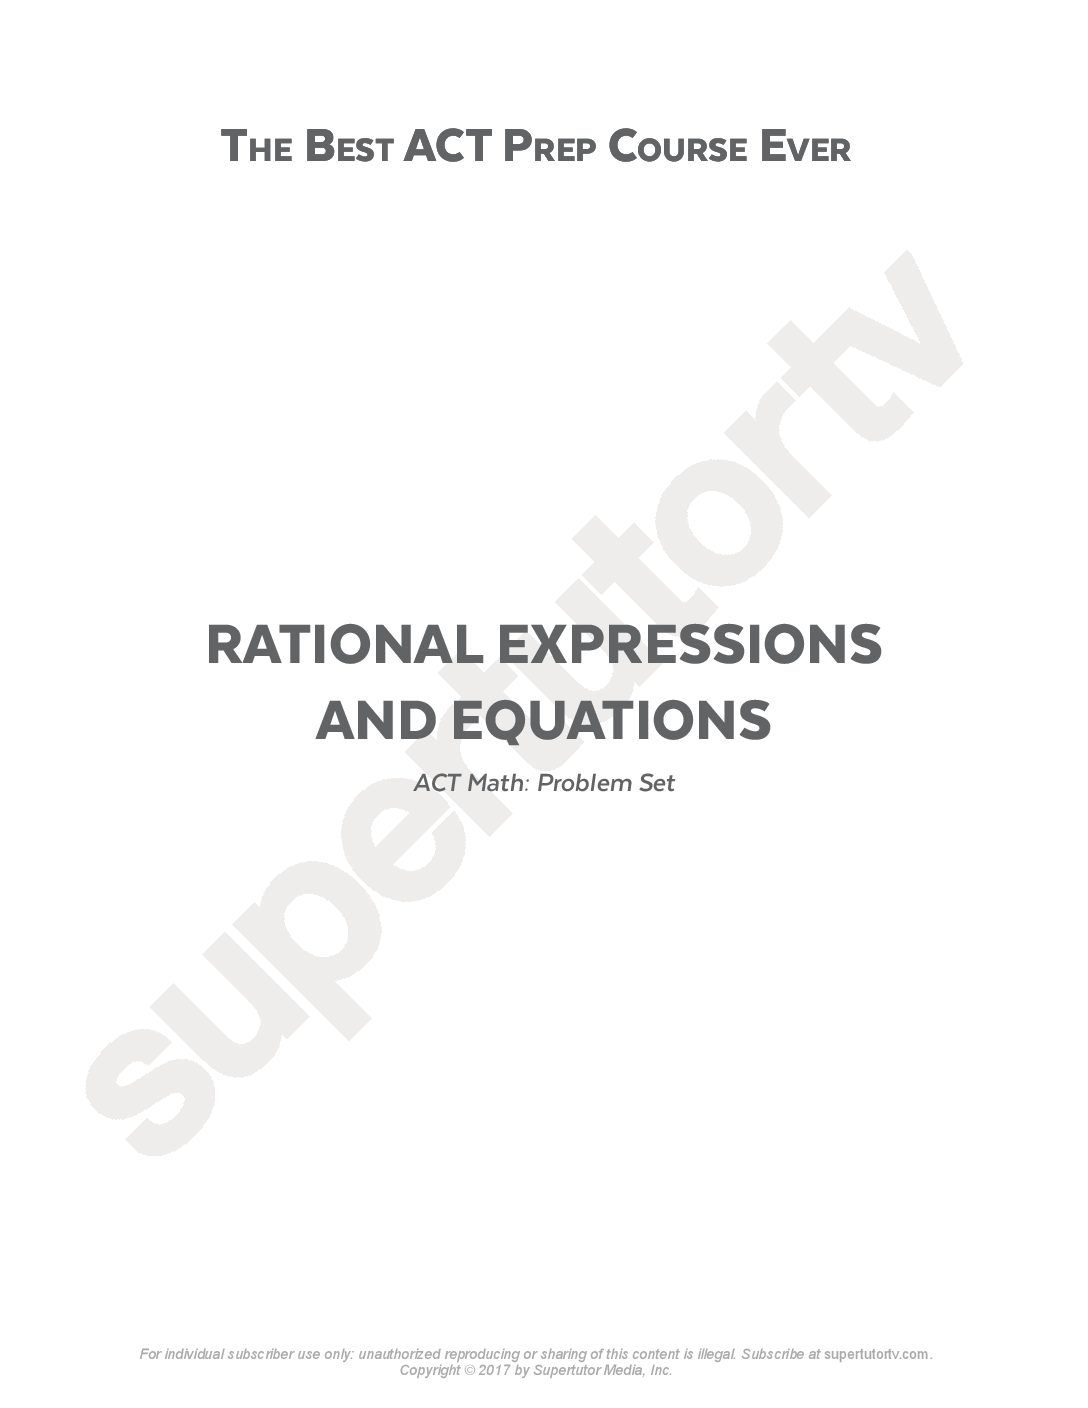 The Best ACT Prep Course Ever
supertutortv
RATIONAL EXPRESSIONS
AND EQUATIONS
ACT Math: Problem Set
For individual subscriber use only: unauthorized reproducing or sharing of this content is illegal. Subscribe at supertutortv.com.
Copyright © 2017 by Supertutor Media, Inc.